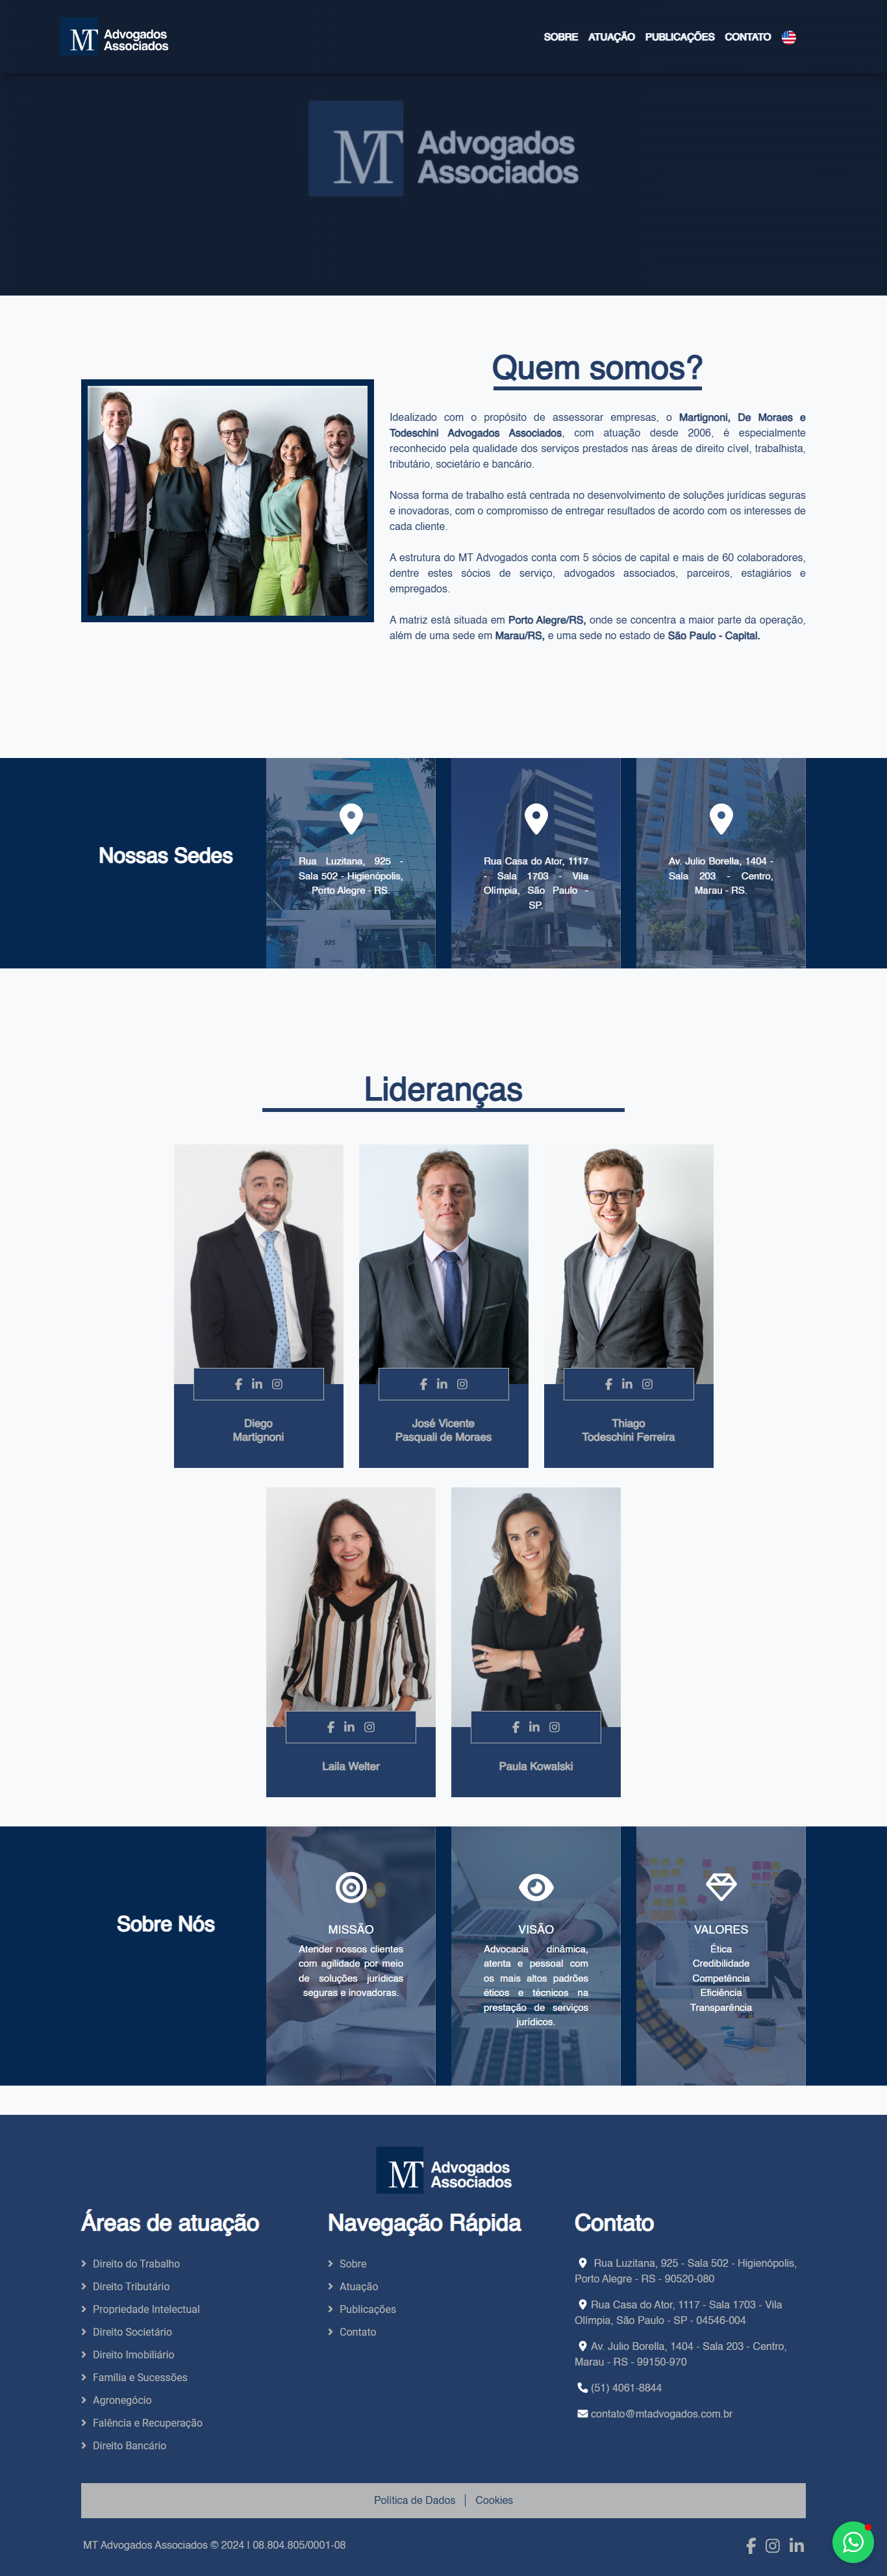 MT Advogados
Associados
SOBRE ATUAÇÃO PUBLICAÇÕES CONTATO
MT Advogados
Associados
Quem somos?
Idealizado com o propósito de assessorar empresas, o Martignoni, De Moraes e
Todeschini Advogados Associados, com atuação desde 2006, é especialmente
reconhecido pela qualidade dos serviços prestados nas áreas de direito cível, trabalhista,
tributário, societário e bancário.
Nossa forma de trabalho está centrada no desenvolvimento de soluções jurídicas seguras
e inovadoras, com o compromisso de entregar resultados de acordo com os interesses de
cada cliente.
A estrutura do MT Advogados conta com 5 sócios de capital e mais de 60 colaboradores,
dentre estes sócios de serviço, advogados associados, parceiros, estagiários e
empregados.
A matriz está situada em Porto Alegre/RS, onde se concentra a maior parte da operação,
além de uma sede em Marau/RS, e uma sede no estado de São Paulo - Capital.
Nossas Sedes
Rua Luzitana, 925 -
Sala 502 - Higienópolis,
Porto Alegre - RS.
925
Rua Casa do Ator, 1117
- Sala 1703 - Vila
Olímpia, São Paulo -
SP.
Av. Julio Borella, 1404 -
Sala 203 - Centro,
Marau - RS.
Lideranças
Diego
Martignoni
José Vicente
Pasquali de Moraes
Thiago
Todeschini Ferreira
Laila Welter
Paula Kowalski
Sobre Nós
MISSÃO
Atender nossos clientes
com agilidade por meio
de soluções jurídicas
seguras e inovadoras.
VISÃO
Advocacia dinâmica,
atenta e pessoal com
os mais altos padrões
éticos e técnicos na
prestação de serviços
jurídicos.
VALORES
Ética
Credibilidade
Competência
Eficiência
Transparência
MT Advogados
Associados
Áreas de atuação
Direito do Trabalho
Direito Tributário
Propriedade Intelectual
Direito Societário
Direito Imobiliário
Família e Sucessões
Agronegócio
Falência e Recuperação
Direito Bancário
Navegação Rápida
Sobre
Atuação
Publicações
Contato
Contato
Rua Luzitana, 925 - Sala 502 - Higienópolis,
Porto Alegre - RS - 90520-080
Rua Casa do Ator, 1117 - Sala 1703 - Vila
Olímpia, São Paulo - SP - 04546-004
Av. Julio Borella, 1404 - Sala 203 - Centro,
Marau - RS - 99150-970
(51) 4061-8844
contato@mtadvogados.com.br
Política de Dados | Cookies
MT Advogados Associados © 2024 | 08.804.805/0001-08